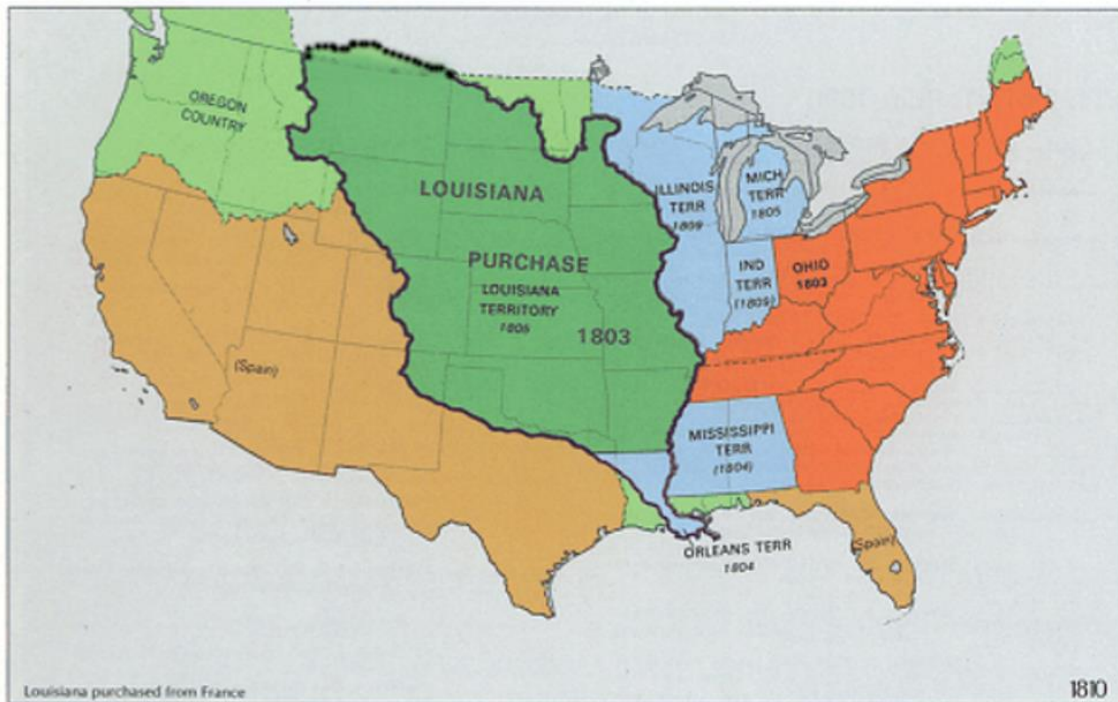 OREGON
COUNTRY
LOUISIANA
PURCHASE
LOUISIANA
TERRITORY
1805
1803
ILLINOIS
TERR
1809
MICH
TERR
1805
IND
TERR
(1809)
OHIO
1803
(Spain)
MISSISSIPPI
TERR
(1804)
(Spain)
ORLEANS TERR
1804
Louisiana purchased from France
1810